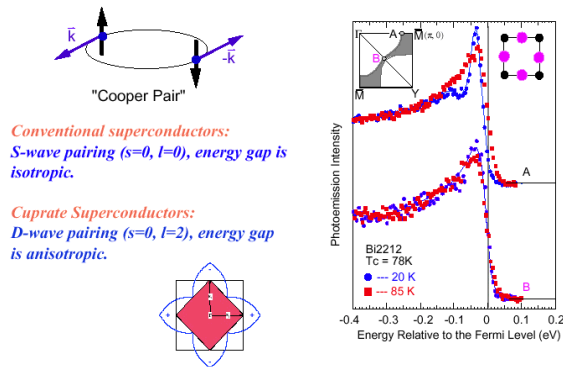 k
-k
"Cooper Pair"
Conventional superconductors:
S-wave pairing (s=0, l=0), energy gap is
isotropic.
Cuprate Superconductors:
D-wave pairing (s=0, l=2), energy gap
is anisotropic.
Photoemission Intensity
Γ
A
M̄(π, 0)
B
M̄
Y
A
Bi2212
Tc = 78K
--- 20 K
--- 85 K
B
-0.4 -0.3 -0.2 -0.1 0 0.1 0.2
Energy Relative to the Fermi Level (eV)